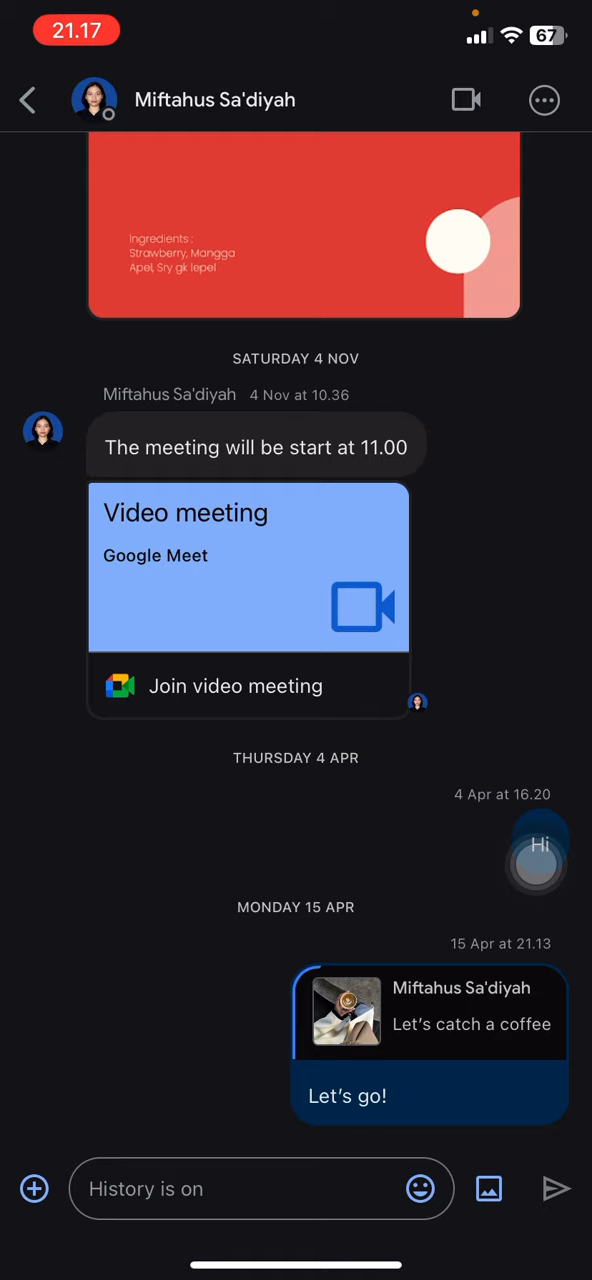 21.17
67
Miftahus Sa'diyah
Ingredients :
Strawberry, Mangga
Apel, Sry gk lepel
SATURDAY 4 NOV
Miftahus Sa'diyah 4 Nov at 10.36
The meeting will be start at 11.00
Video meeting
Google Meet
Join video meeting
THURSDAY 4 APR
4 Apr at 16.20
Hi
MONDAY 15 APR
15 Apr at 21.13
Miftahus Sa'diyah
Let's catch a coffee
Let's go!
History is on